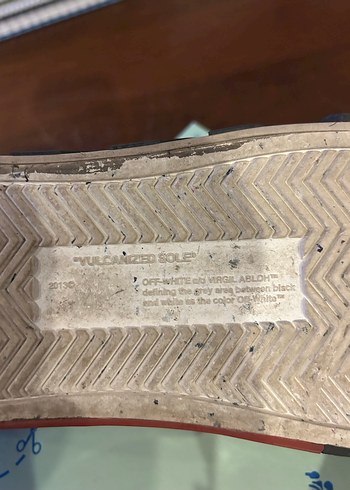 "VULCANIZED SOLE"
2013©
OFF-WHITE c/o VIRGIL ABLOH™
defining the grey area between black
and white as the color Off-White™